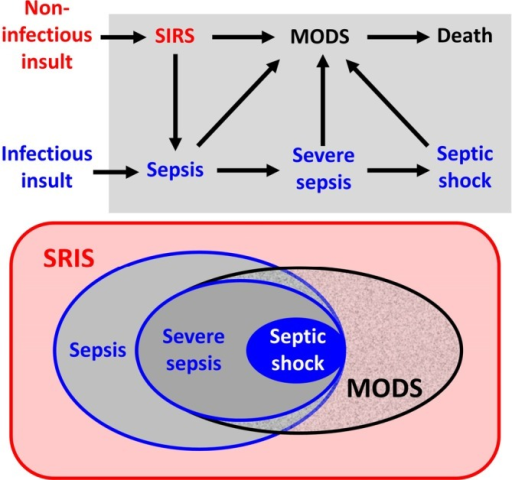 Non-
infectious
insult
SIRS
MODS
Death
Infectious
insult
Sepsis
Severe
sepsis
Septic
shock
SRIS
Sepsis
Severe
sepsis
Septic
shock
MODS